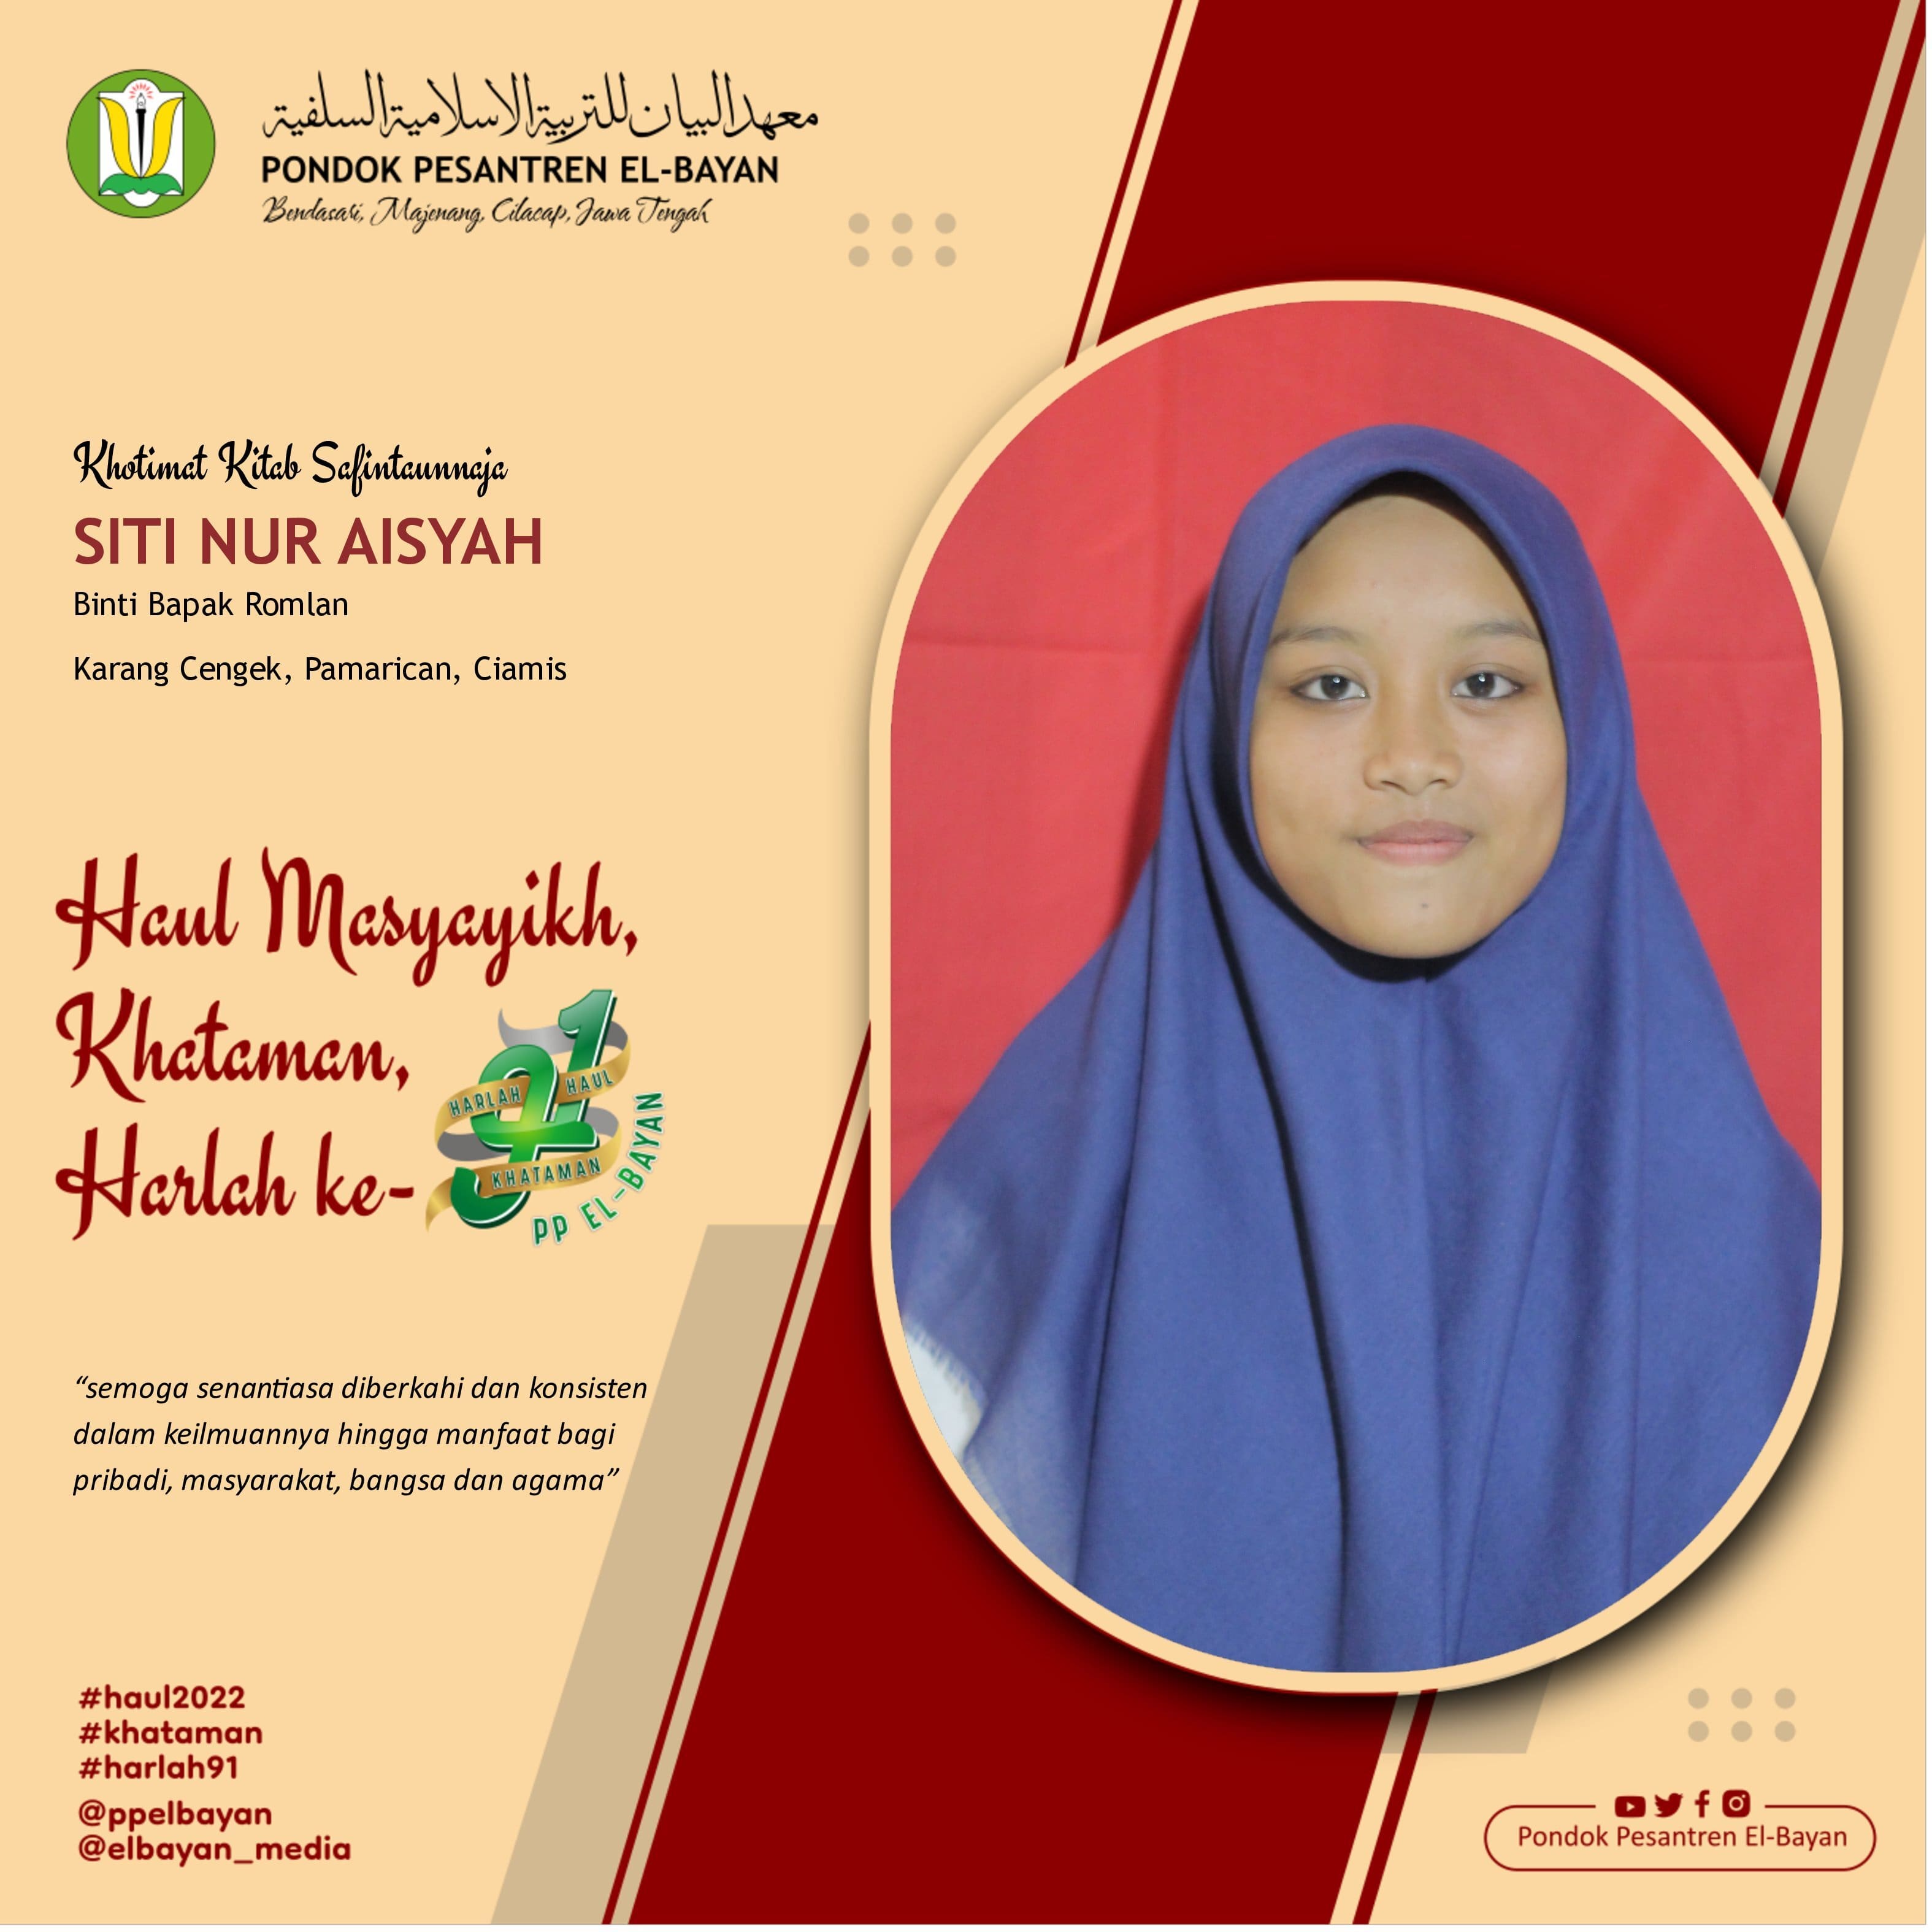 معهد البيان للتربية الاسلامية السلفية
PONDOK PESANTREN EL-BAYAN
Bendasari, Majenang, Cilacap, Jawa Tengah
Khotimat Kitab Safintaunnaja
SITI NUR AISYAH
Binti Bapak Romlan
Karang Cengek, Pamarican, Ciamis
Haul Masyayikh,
Khataman,
Harlah ke-
91
HARLAH HAUL
KHATAMAN
PP EL-BAYAN
“semoga senantiasa diberkahi dan konsisten
dalam keilmuannya hingga manfaat bagi
pribadi, masyarakat, bangsa dan agama”
#haul2022
#khataman
#harlah91
@ppelbayan
@elbayan_media
Pondok Pesantren El-Bayan